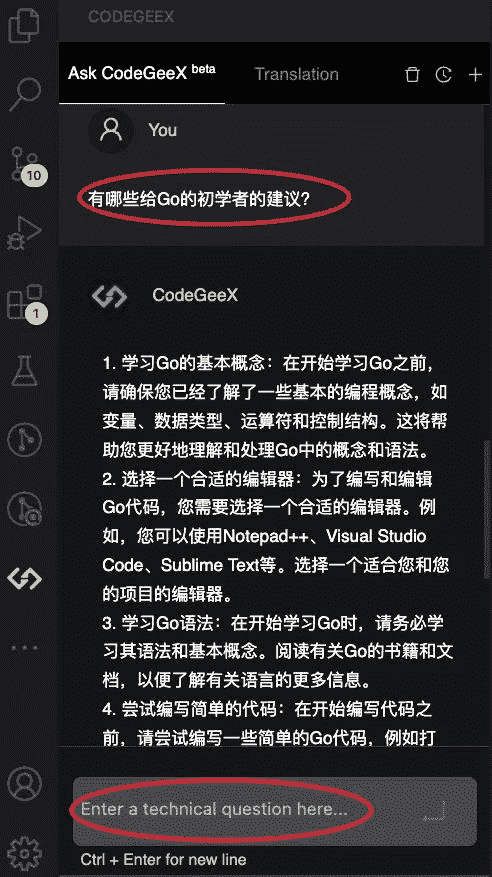 CODEGEEX
Ask CodeGeeX beta
Translation
You
10
有哪些给Go的初学者的建议?
CodeGeeX
1
1. 学习Go的基本概念：在开始学习Go之前，
请确保您已经了解了一些基本的编程概念，如
变量、数据类型、运算符和控制结构。这将帮
助您更好地理解和处理Go中的概念和语法。
2. 选择一个合适的编辑器：为了编写和编辑
Go代码，您需要选择一个合适的编辑器。例
如，您可以使用Notepad++、Visual Studio
Code、Sublime Text等。选择一个适合您和您
的项目的编辑器。
3. 学习Go语法：在开始学习Go时，请务必学
习其语法和基本概念。阅读有关Go的书籍和文
档，以便了解有关语言的更多信息。
4. 尝试编写简单的代码：在开始编写代码之
前，请尝试编写一些简单的Go代码，例如打
Enter a technical question here...
Ctrl + Enter for new line